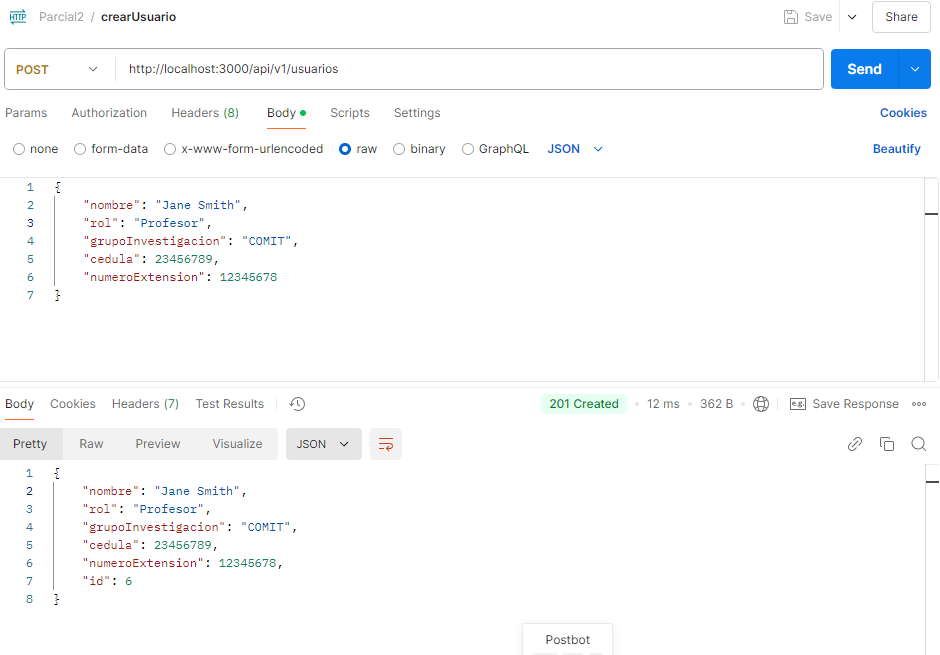 HTTP Parcial2 / crearUsuario Save Share
POST http://localhost:3000/api/v1/usuarios Send
Params Authorization Headers (8) Body Scripts Settings Cookies
none form-data x-www-form-urlencoded raw binary GraphQL JSON Beautify
1 {
2 "nombre": "Jane Smith",
3 "rol": "Profesor",
4 "grupoInvestigacion": "COMIT",
5 "cedula": 23456789,
6 "numeroExtension": 12345678
7 }
Body Cookies Headers (7) Test Results 201 Created 12 ms 362 B e.g. Save Response
Pretty Raw Preview Visualize JSON
1 {
2 "nombre": "Jane Smith",
3 "rol": "Profesor",
4 "grupoInvestigacion": "COMIT",
5 "cedula": 23456789,
6 "numeroExtension": 12345678,
7 "id": 6
8 }
Postbot